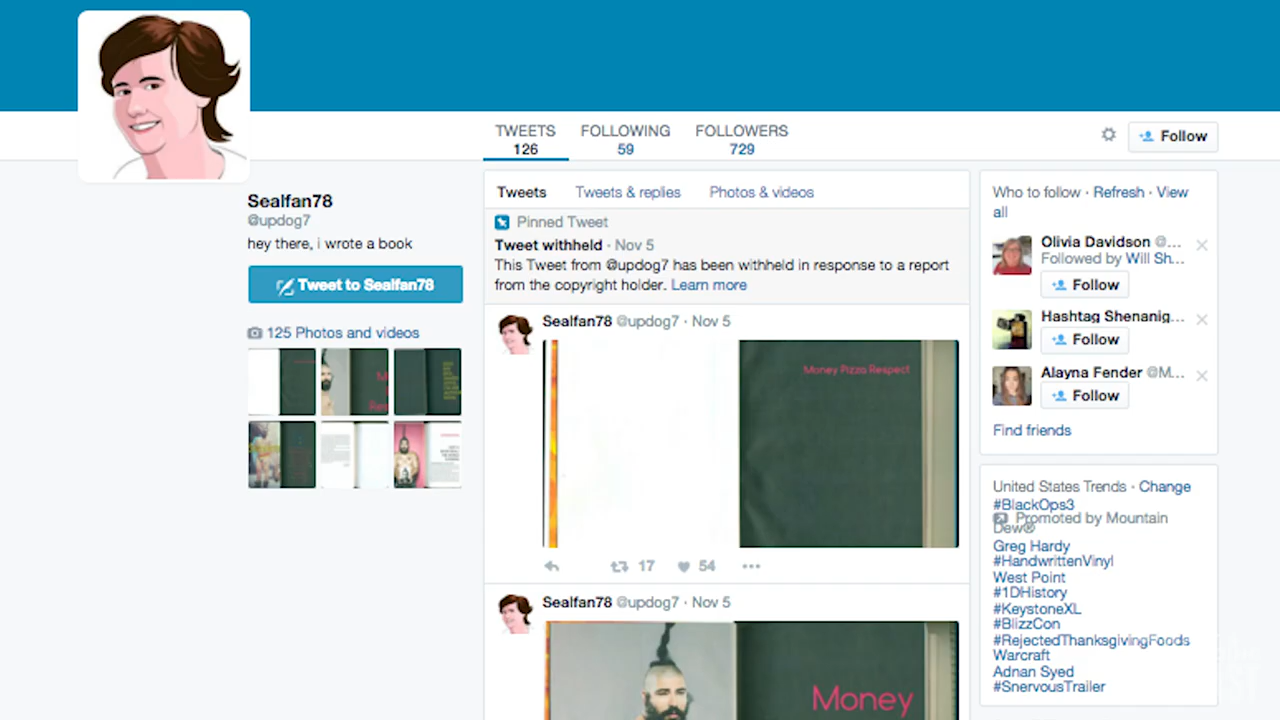 TWEETS
126
FOLLOWING
59
FOLLOWERS
729
Follow
Sealfan78
@updog7
hey there, i wrote a book
Tweet to Sealfan78
125 Photos and videos
Tweets
Tweets & replies
Photos & videos
Pinned Tweet
Tweet withheld · Nov 5
This Tweet from @updog7 has been withheld in response to a report
from the copyright holder. Learn more
Sealfan78 @updog7 · Nov 5
Money Pizza Respect
17
54
Sealfan78 @updog7 · Nov 5
Money
Who to follow · Refresh · View
all
Olivia Davidson @...
Followed by Will Sh...
Follow
Hashtag Shenanig...
Follow
Alayna Fender @M...
Follow
Find friends
United States Trends · Change
#BlackOps3
Promoted by Mountain
Dew®
Greg Hardy
#HandwrittenVinyl
West Point
#1DHistory
#KeystoneXL
#BlizzCon
#RejectedThanksgivingFoods
Warcraft
Adnan Syed
#SnervousTrailer